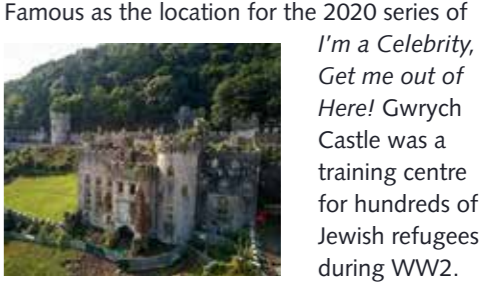 Famous as the location for the 2020 series of
I'm a Celebrity,
Get me out of
Here! Gwrych
Castle was a
training centre
for hundreds of
Jewish refugees
during WW2.